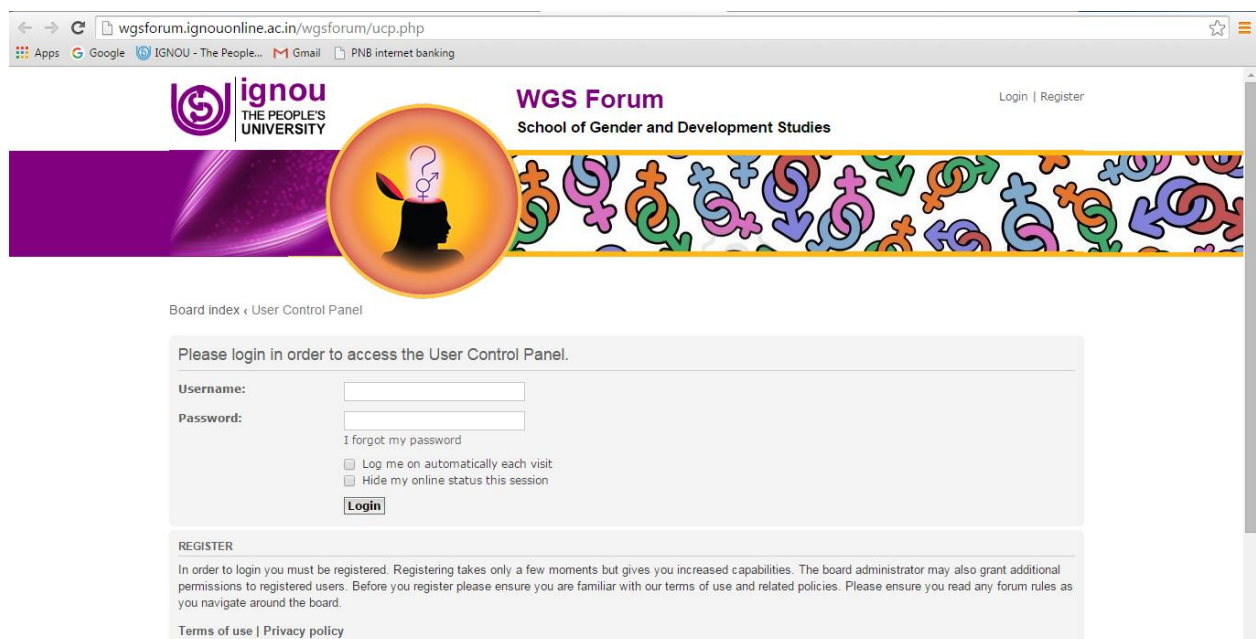 wgsforum.ignouonline.ac.in/wgsforum/ucp.php
Apps Google IGNOU - The People... Gmail PNB internet banking
ignou
THE PEOPLE'S
UNIVERSITY
WGS Forum
School of Gender and Development Studies
Login | Register
Board index ‹ User Control Panel
Please login in order to access the User Control Panel.
Username:
Password:
I forgot my password
Log me on automatically each visit
Hide my online status this session
Login
REGISTER
In order to login you must be registered. Registering takes only a few moments but gives you increased capabilities. The board administrator may also grant additional
permissions to registered users. Before you register please ensure you are familiar with our terms of use and related policies. Please ensure you read any forum rules as
you navigate around the board.
Terms of use | Privacy policy